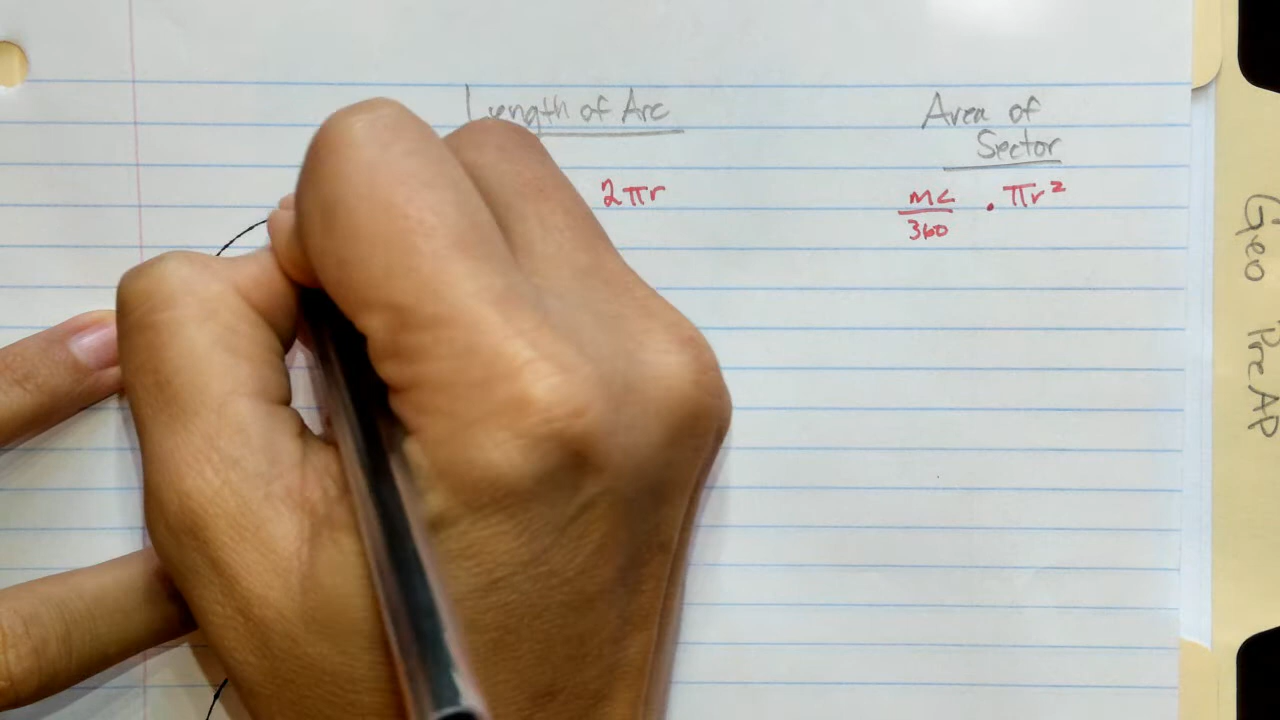 Length of Arc
Area of
Sector
2πr
m∠
360
· πr²
Geo PreAP